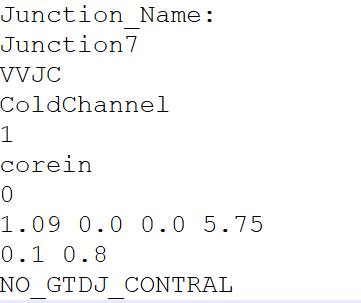 Junction_Name:
Junction7
VVJC
ColdChannel
1
corein
0
1.09 0.0 0.0 5.75
0.1 0.8
NO_GTDJ_CONTRAL